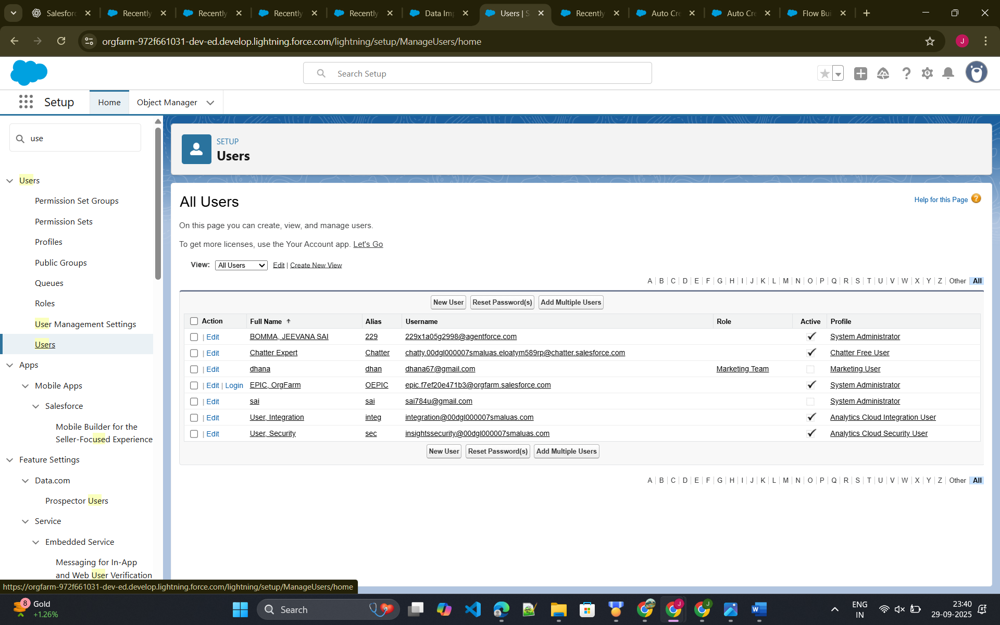 Salesforc
Recently
Recently
Recently
Recently
Data Imp
Users | S
Recently
Auto Cre
Auto Cre
Flow Bui
orgfarm-972f661031-dev-ed.develop.lightning.force.com/lightning/setup/ManageUsers/home
J
Search Setup
Setup
Home
Object Manager
use
Users
Permission Set Groups
Permission Sets
Profiles
Public Groups
Queues
Roles
User Management Settings
Users
Apps
Mobile Apps
Salesforce
Mobile Builder for the
Seller-Focused Experience
Feature Settings
Data.com
Prospector Users
Service
Embedded Service
Messaging for In-App
and Web User Verification
SETUP
Users
All Users
Help for this Page ?
On this page you can create, view, and manage users.
To get more licenses, use the Your Account app. Let's Go
View: All Users Edit | Create New View
A B C D E F G H I J K L M N O P Q R S T U V W X Y Z Other All
New User Reset Password(s) Add Multiple Users
Action Full Name Alias Username Role Active Profile
| Edit BOMMA, JEEVANA SAI 229 229x1a05g2998@agentforce.com System Administrator
| Edit Chatter Expert Chatter chatty.00dgl000007smaluas.eloatym589rp@chatter.salesforce.com Chatter Free User
| Edit dhana dhan dhana67@gmail.com Marketing Team Marketing User
| Edit | Login EPIC, OrgFarm OEPIC epic.f7ef20e471b3@orgfarm.salesforce.com System Administrator
| Edit sai sai sai784u@gmail.com System Administrator
| Edit User, Integration integ integration@00dgl000007smaluas.com Analytics Cloud Integration User
| Edit User, Security sec insightssecurity@00dgl000007smaluas.com Analytics Cloud Security User
New User Reset Password(s) Add Multiple Users
A B C D E F G H I J K L M N O P Q R S T U V W X Y Z Other All
https://orgfarm-972f661031-dev-ed.develop.lightning.force.com/lightning/setup/ManageUsers/home
8
Gold
+1.26%
Search
ENG
IN
23:40
29-09-2025